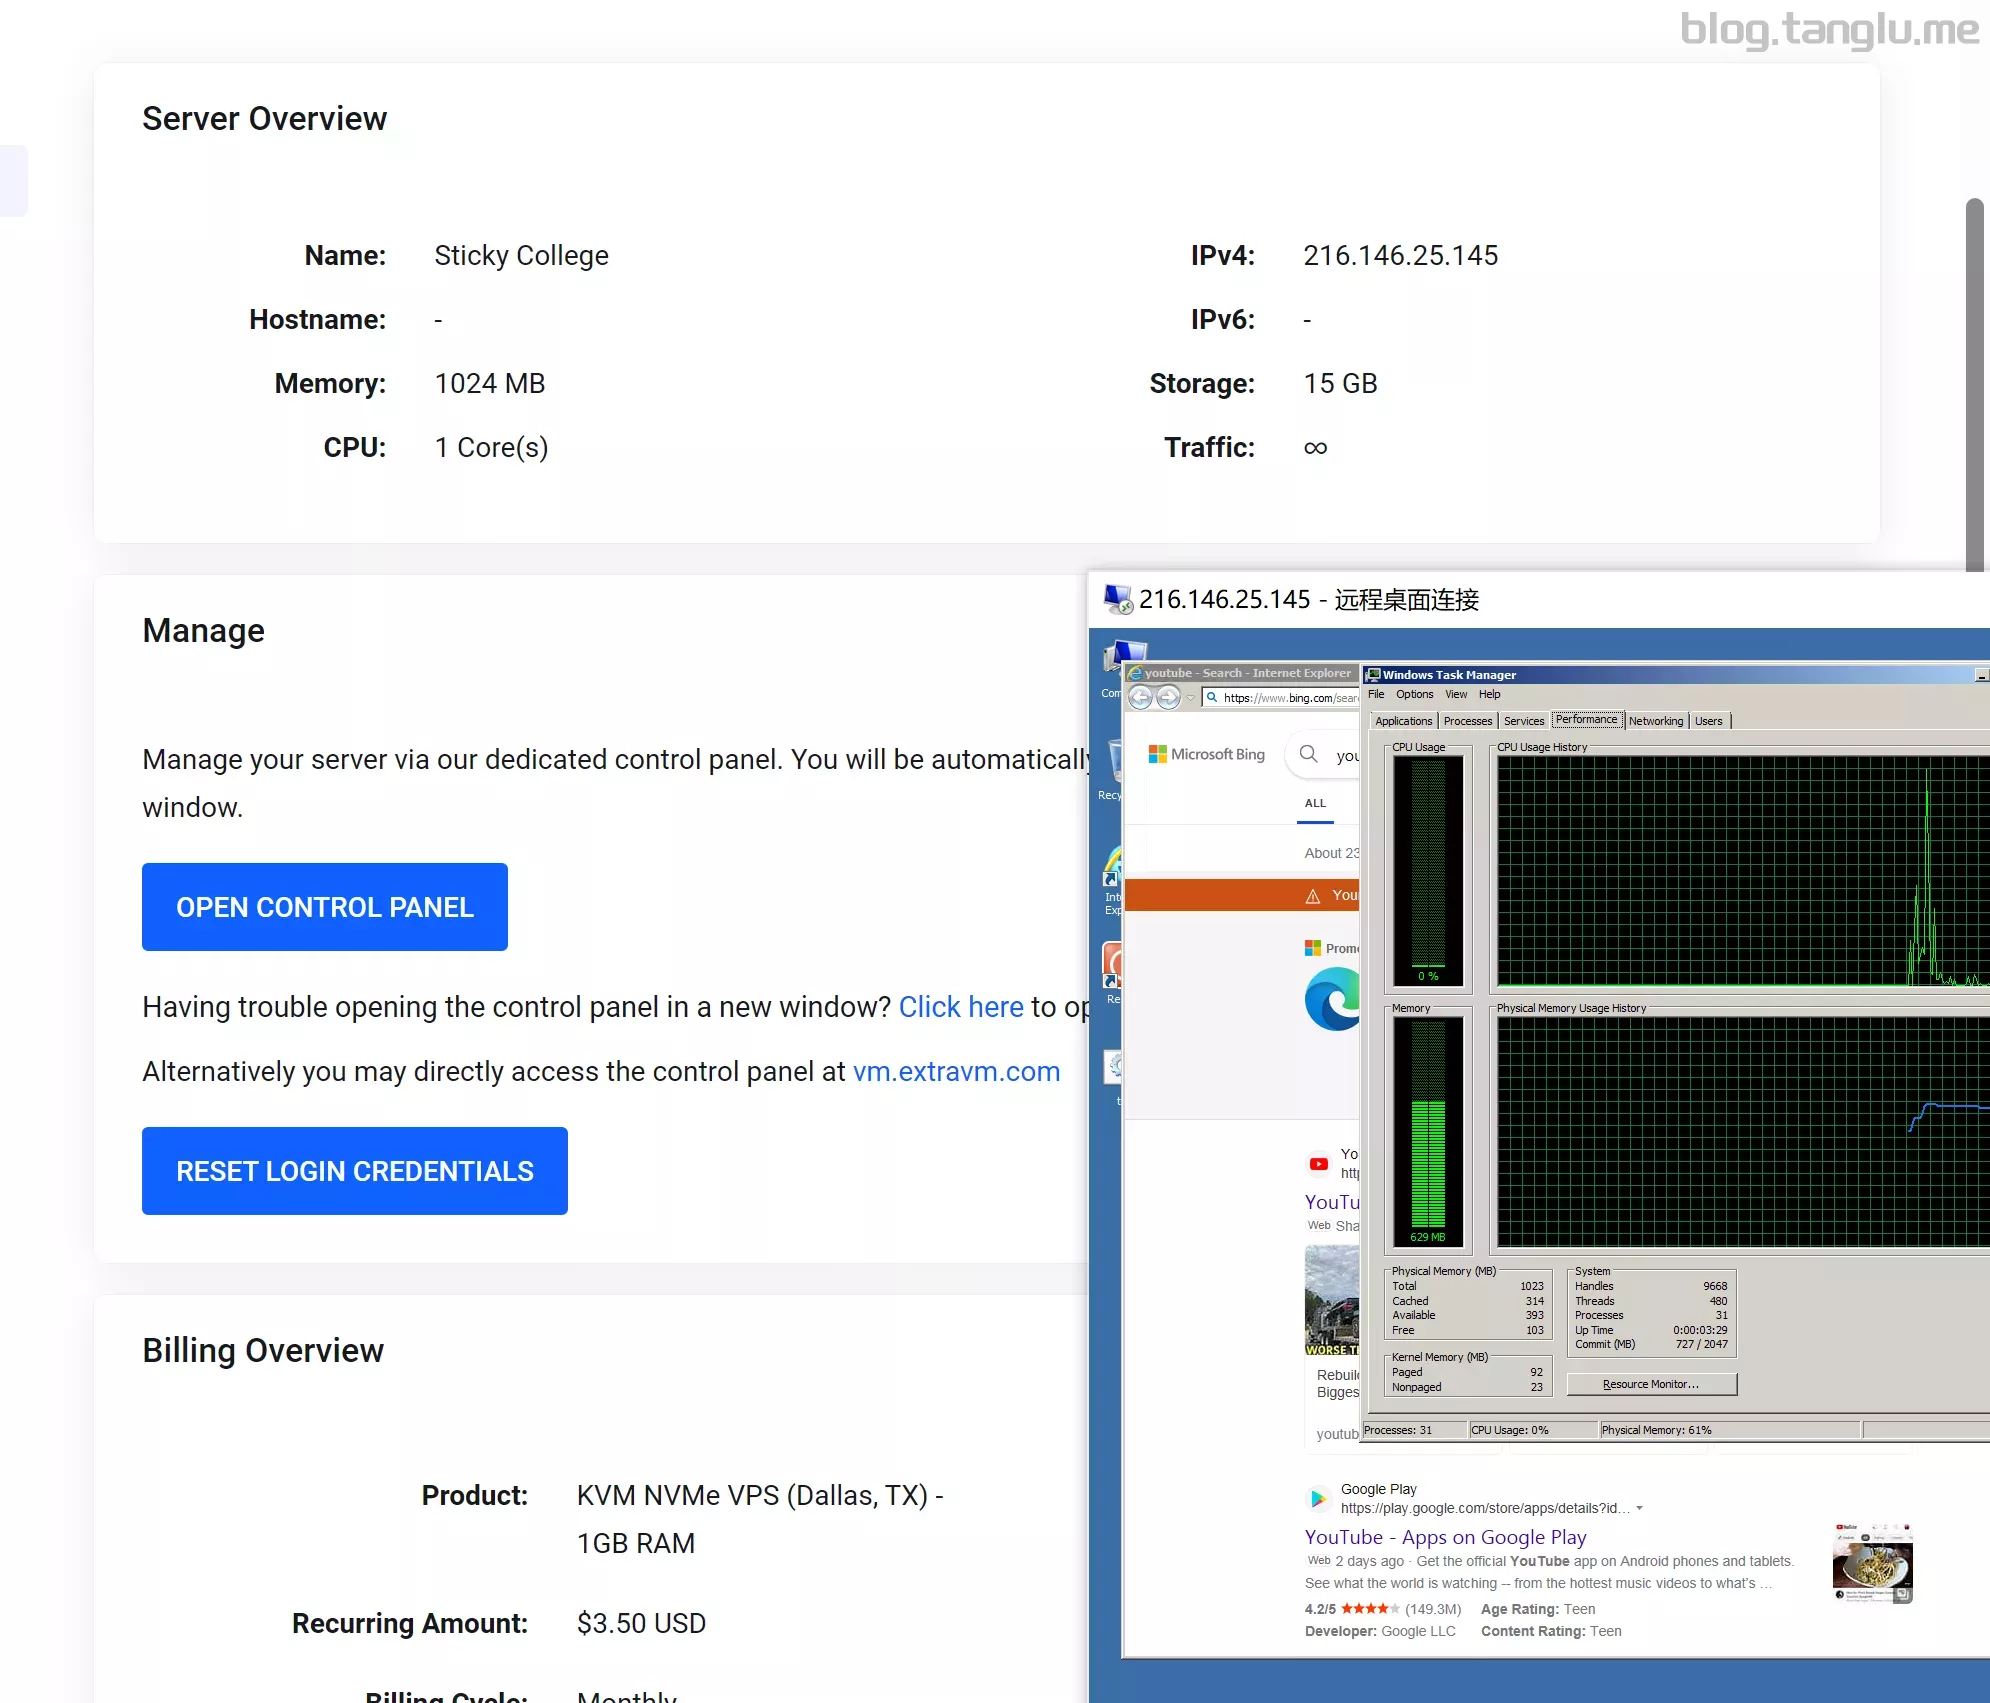 blog.tanglu.me
Server Overview
Name: Sticky College
IPv4: 216.146.25.145
Hostname: -
IPv6: -
Memory: 1024 MB
Storage: 15 GB
CPU: 1 Core(s)
Traffic: ∞
Manage
Manage your server via our dedicated control panel. You will be automatically
window.
OPEN CONTROL PANEL
Having trouble opening the control panel in a new window? Click here to op
Alternatively you may directly access the control panel at vm.extravm.com
RESET LOGIN CREDENTIALS
Billing Overview
Product: KVM NVMe VPS (Dallas, TX) -
1GB RAM
Recurring Amount: $3.50 USD
Billing Cycle: Monthly
216.146.25.145 - 远程桌面连接
Com
Recy
Int
Exp
Re
t
youtube - Search - Internet Explorer
https://www.bing.com/sear
Microsoft Bing
you
ALL
About 23
You
Promo
Yo
htt
YouTu
Web Sha
WORSE T
Rebuil
Bigges
youtub
Google Play
https://play.google.com/store/apps/details?id...
YouTube - Apps on Google Play
Web 2 days ago · Get the official YouTube app on Android phones and tablets.
See what the world is watching -- from the hottest music videos to what's ...
4.2/5 (149.3M) Age Rating: Teen
Developer: Google LLC Content Rating: Teen
Windows Task Manager
File Options View Help
Applications Processes Services Performance Networking Users
CPU Usage
CPU Usage History
0 %
Memory
Physical Memory Usage History
629 MB
Physical Memory (MB)
Total 1023
Cached 314
Available 393
Free 103
Kernel Memory (MB)
Paged 92
Nonpaged 23
System
Handles 9668
Threads 480
Processes 31
Up Time 0:00:03:29
Commit (MB) 727 / 2047
Resource Monitor...
Processes: 31 CPU Usage: 0% Physical Memory: 61%